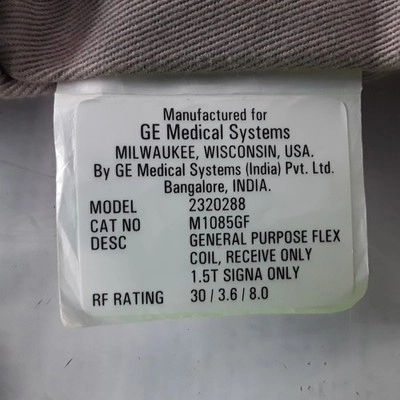 Manufactured for
GE Medical Systems
MILWAUKEE, WISCONSIN, USA.
By GE Medical Systems (India) Pvt. Ltd.
Bangalore, INDIA.
MODEL 2320288
CAT NO M1085GF
DESC GENERAL PURPOSE FLEX
COIL, RECEIVE ONLY
1.5T SIGNA ONLY
RF RATING 30 / 3.6 / 8.0